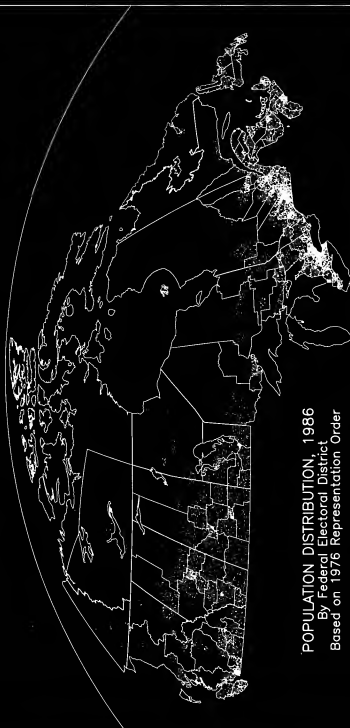 POPULATION DISTRIBUTION, 1986
By Federal Electoral District
Based on 1976 Representation Order